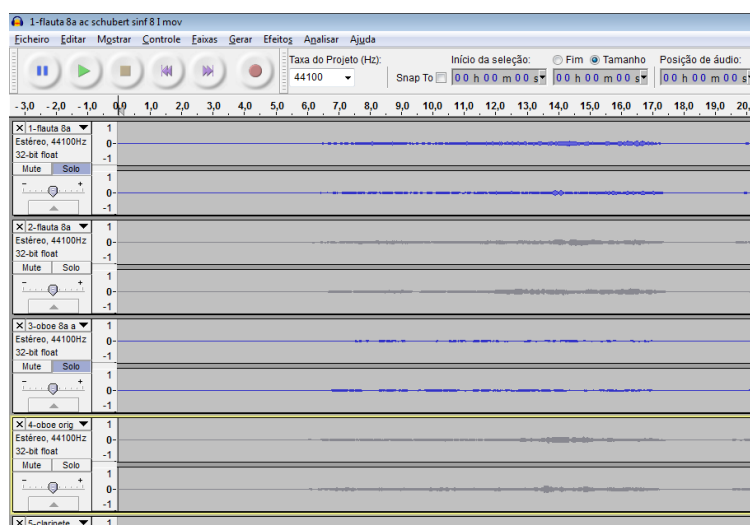 1-flauta 8a ac schubert sinf 8 I mov
Ficheiro Editar Mostrar Controle Faixas Gerar Efeitos Analisar Ajuda
Taxa do Projeto (Hz): Início da seleção: Fim Tamanho Posição de áudio:
44100 Snap To 00 h 00 m 00 s 00 h 00 m 00 s 00 h 00 m 00 s
- 3,0 - 2,0 - 1,0 0,0 1,0 2,0 3,0 4,0 5,0 6,0 7,0 8,0 9,0 10,0 11,0 12,0 13,0 14,0 15,0 16,0 17,0 18,0 19,0 20,
X 1-flauta 8a 1
Estéreo, 44100Hz 0-
32-bit float -1
Mute Solo
1
- + 0-
-1
X 2-flauta 8a 1
Estéreo, 44100Hz 0-
32-bit float -1
Mute Solo
1
- + 0-
-1
X 3-oboe 8a a 1
Estéreo, 44100Hz 0-
32-bit float -1
Mute Solo
1
- + 0-
-1
X 4-oboe orig 1
Estéreo, 44100Hz 0-
32-bit float -1
Mute Solo
1
- + 0-
-1
X 5-clarinete 1